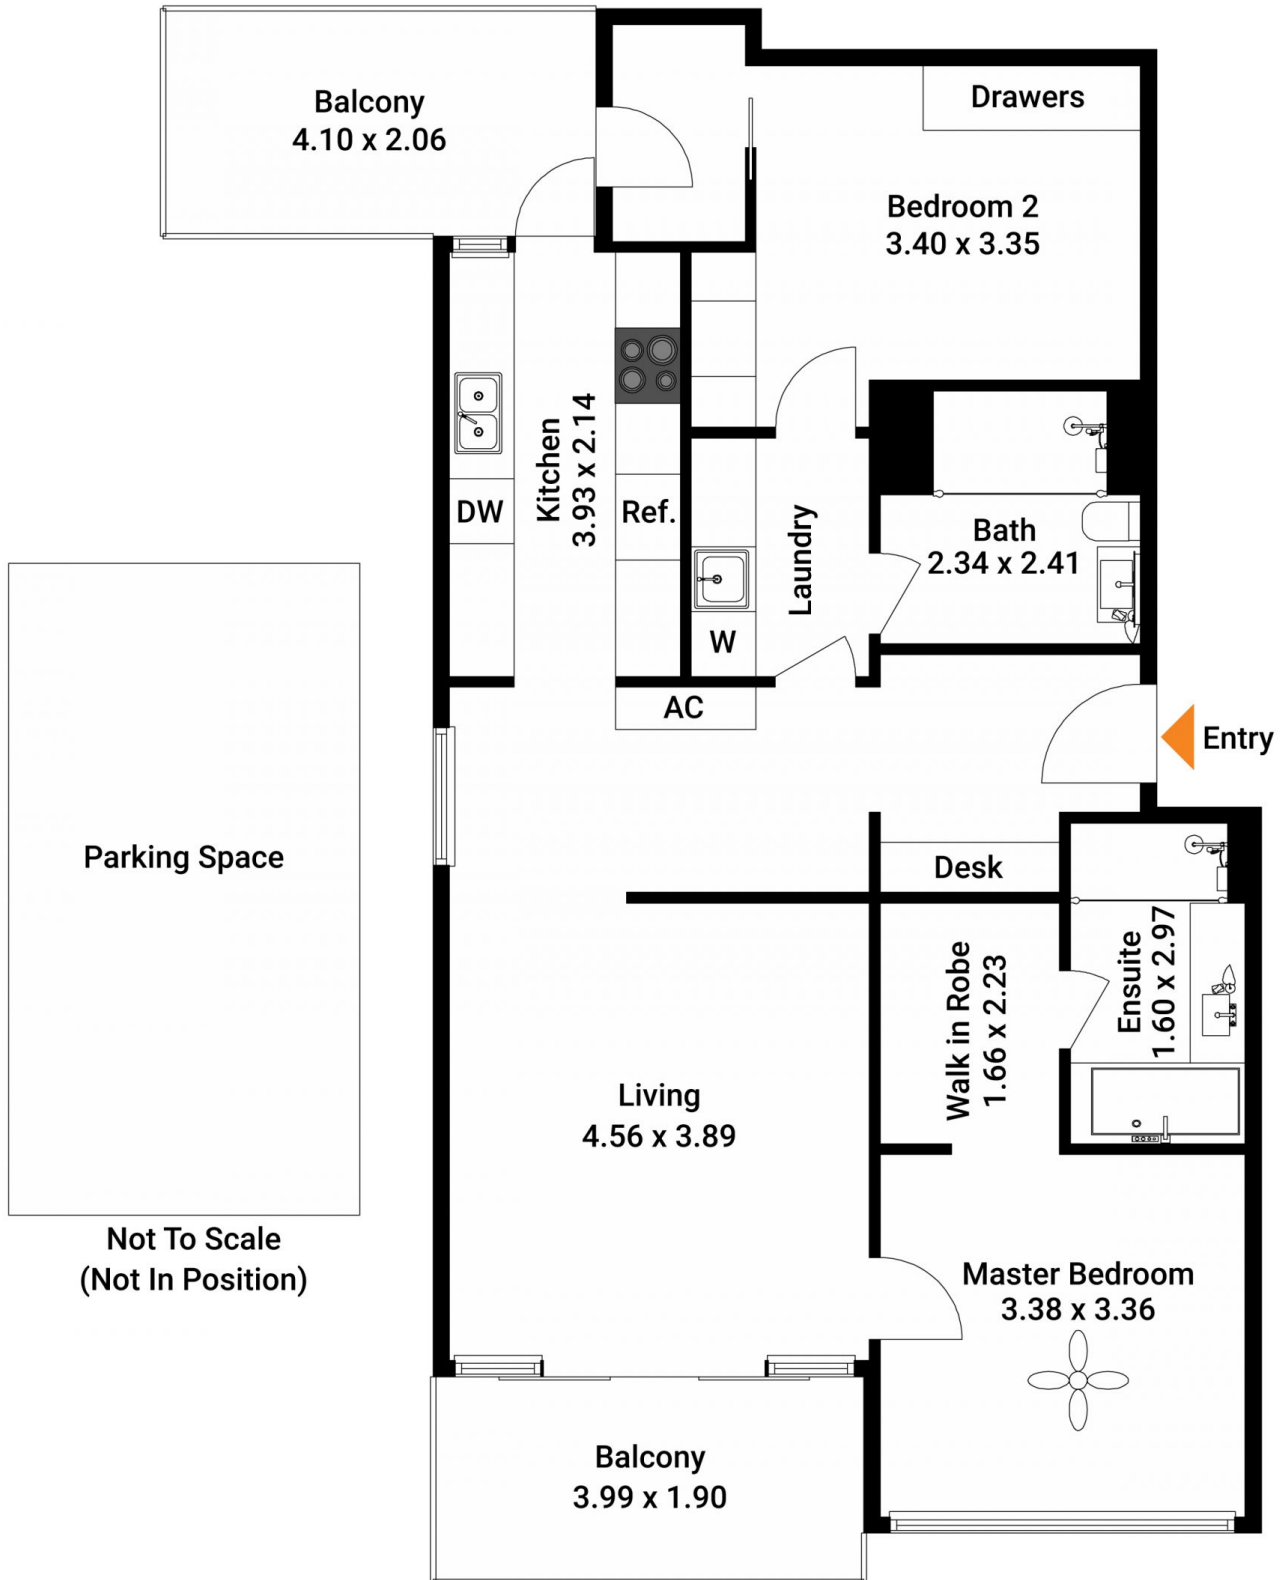 Balcony
4.10 x 2.06
Drawers
Bedroom 2
3.40 x 3.35
Kitchen
3.93 x 2.14
DW
Ref.
Laundry
W
Bath
2.34 x 2.41
AC
Entry
Parking Space
Not To Scale
(Not In Position)
Desk
Walk in Robe
1.66 x 2.23
Ensuite
1.60 x 2.97
Living
4.56 x 3.89
Master Bedroom
3.38 x 3.36
Balcony
3.99 x 1.90